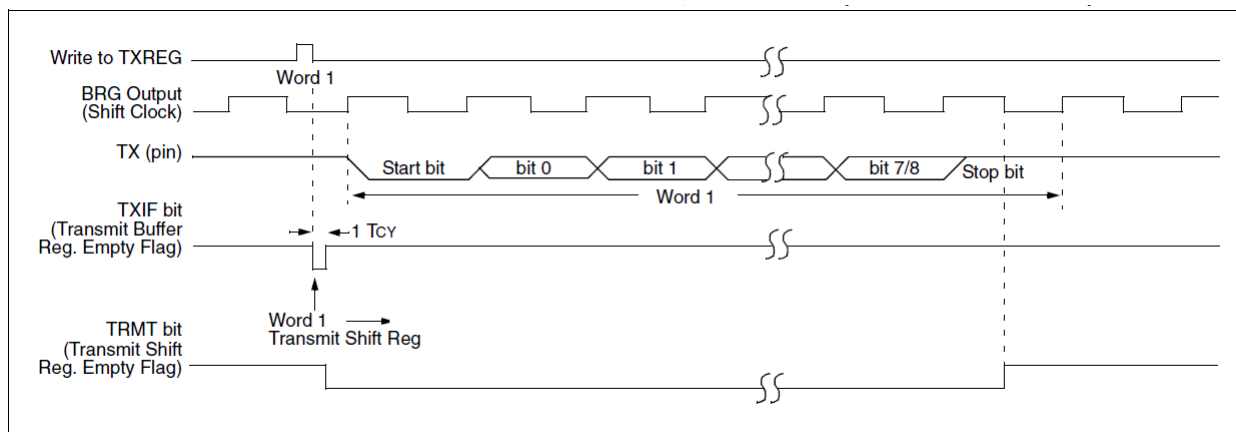 Write to TXREG
Word 1
BRG Output
(Shift Clock)
TX (pin)
Start bit
bit 0
bit 1
bit 7/8
Stop bit
Word 1
TXIF bit
(Transmit Buffer
Reg. Empty Flag)
1 TCY
Word 1
Transmit Shift Reg
TRMT bit
(Transmit Shift
Reg. Empty Flag)